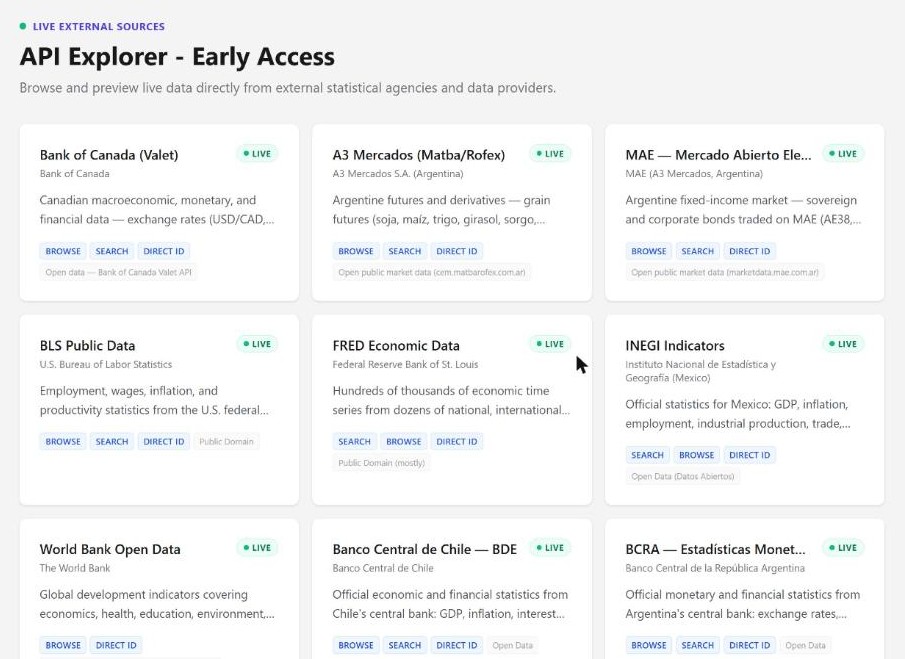 LIVE EXTERNAL SOURCES
API Explorer - Early Access
Browse and preview live data directly from external statistical agencies and data providers.
Bank of Canada (Valet)
LIVE
Bank of Canada
Canadian macroeconomic, monetary, and
financial data — exchange rates (USD/CAD,...
BROWSE SEARCH DIRECT ID
Open data — Bank of Canada Valet API
A3 Mercados (Matba/Rofex)
LIVE
A3 Mercados S.A. (Argentina)
Argentine futures and derivatives — grain
futures (soja, maíz, trigo, girasol, sorgo,...
BROWSE SEARCH DIRECT ID
Open public market data (cem.matbarofex.com.ar)
MAE — Mercado Abierto Ele...
LIVE
MAE (A3 Mercados, Argentina)
Argentine fixed-income market — sovereign
and corporate bonds traded on MAE (AE38,...
BROWSE SEARCH DIRECT ID
Open public market data (marketdata.mae.com.ar)
BLS Public Data
LIVE
U.S. Bureau of Labor Statistics
Employment, wages, inflation, and
productivity statistics from the U.S. federal...
BROWSE SEARCH DIRECT ID Public Domain
FRED Economic Data
LIVE
Federal Reserve Bank of St. Louis
Hundreds of thousands of economic time
series from dozens of national, international...
SEARCH BROWSE DIRECT ID
Public Domain (mostly)
INEGI Indicators
LIVE
Instituto Nacional de Estadística y
Geografía (Mexico)
Official statistics for Mexico: GDP, inflation,
employment, industrial production, trade,...
SEARCH BROWSE DIRECT ID
Open Data (Datos Abiertos)
World Bank Open Data
LIVE
The World Bank
Global development indicators covering
economics, health, education, environment,...
BROWSE DIRECT ID
Banco Central de Chile — BDE
LIVE
Banco Central de Chile
Official economic and financial statistics from
Chile's central bank: GDP, inflation, interest...
BROWSE SEARCH DIRECT ID Open Data
BCRA — Estadísticas Monet...
LIVE
Banco Central de la República Argentina
Official monetary and financial statistics from
Argentina's central bank: exchange rates,...
BROWSE SEARCH DIRECT ID Open Data